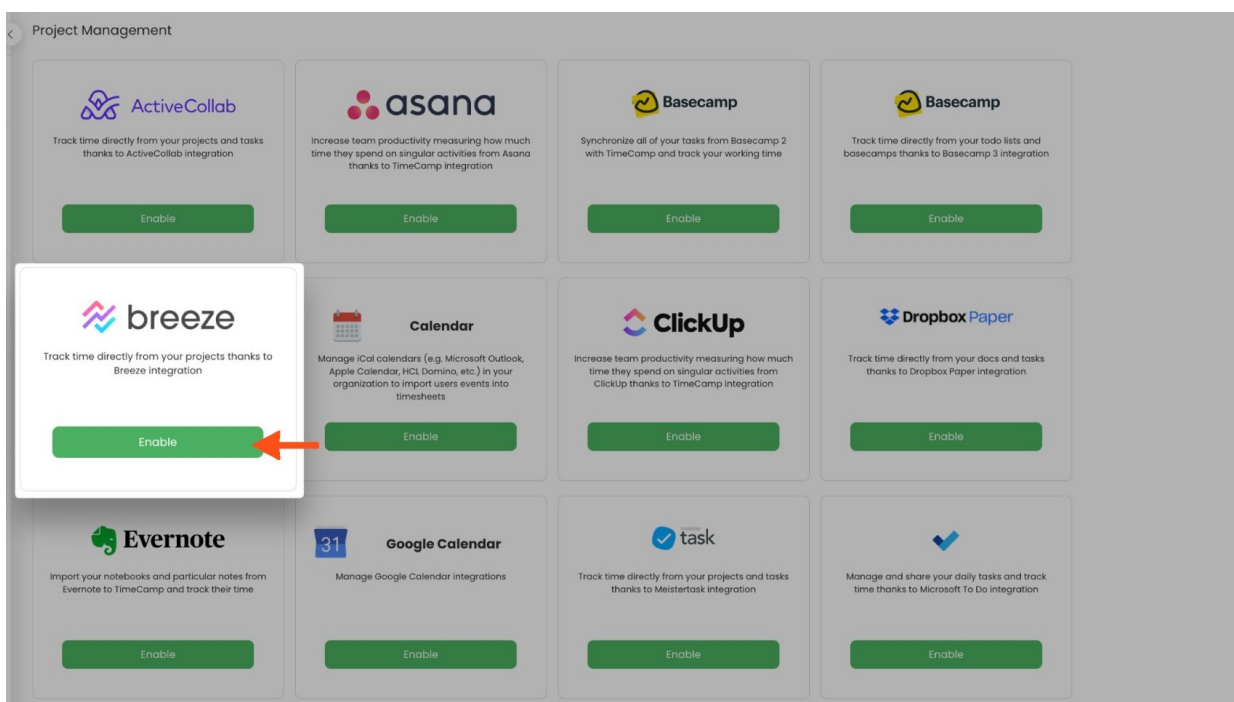 Project Management
ActiveCollab
Track time directly from your projects and tasks
thanks to ActiveCollab integration
Enable
asana
Increase team productivity measuring how much
time they spend on singular activities from Asana
thanks to TimeCamp integration
Enable
Basecamp
Synchronize all of your tasks from Basecamp 2
with TimeCamp and track your working time
Enable
Basecamp
Track time directly from your todo lists and
basecamps thanks to Basecamp 3 integration
Enable
breeze
Track time directly from your projects thanks to
Breeze integration
Enable
Calendar
Manage iCal calendars (e.g. Microsoft Outlook,
Apple Calendar, HCL Domino, etc.) in your
organization to import users events into
timesheets
Enable
ClickUp
Increase team productivity measuring how much
time they spend on singular activities from
ClickUp thanks to TimeCamp integration
Enable
Dropbox Paper
Track time directly from your docs and tasks
thanks to Dropbox Paper integration
Enable
Evernote
Import your notebooks and particular notes from
Evernote to TimeCamp and track their time
Enable
31
Google Calendar
Manage Google Calendar integrations
Enable
meister
task
Track time directly from your projects and tasks
thanks to Meistertask integration
Enable
Manage and share your daily tasks and track
time thanks to Microsoft To Do integration
Enable